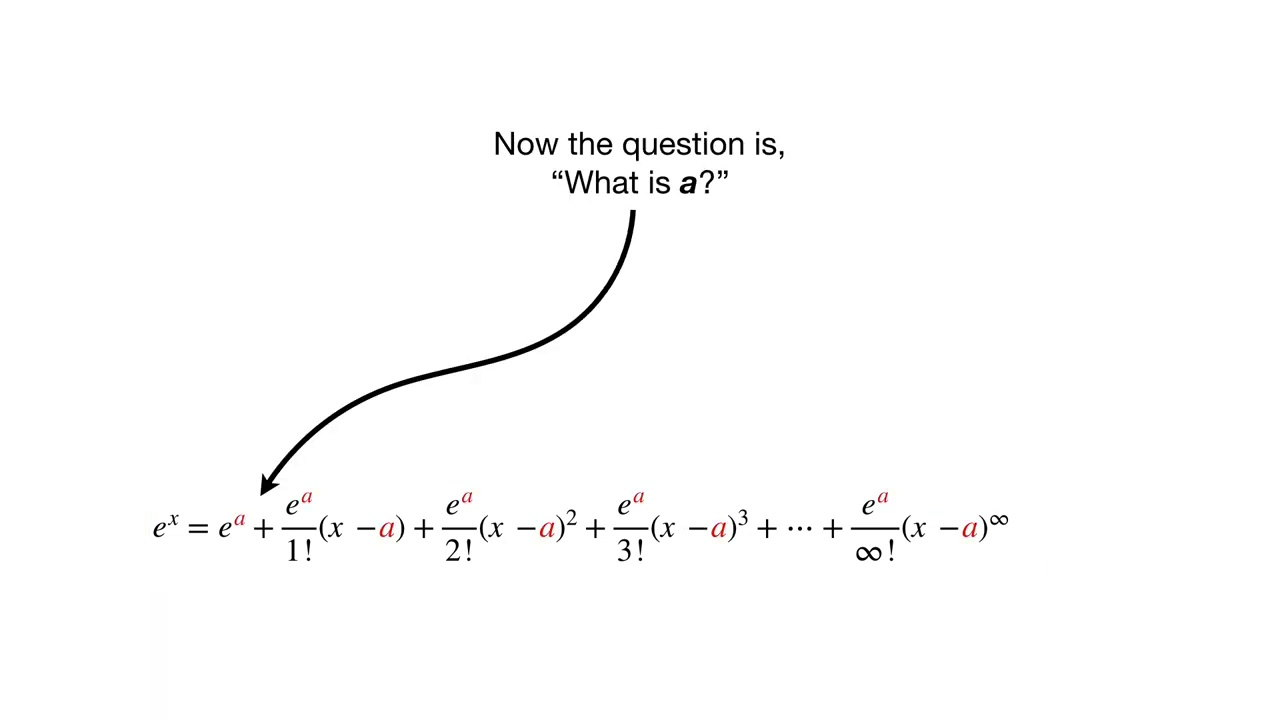 Now the question is,
“What is a?”
e^x = e^a + e^a/1! (x − a) + e^a/2! (x − a)^2 + e^a/3! (x − a)^3 + ⋯ + e^a/∞! (x − a)^∞